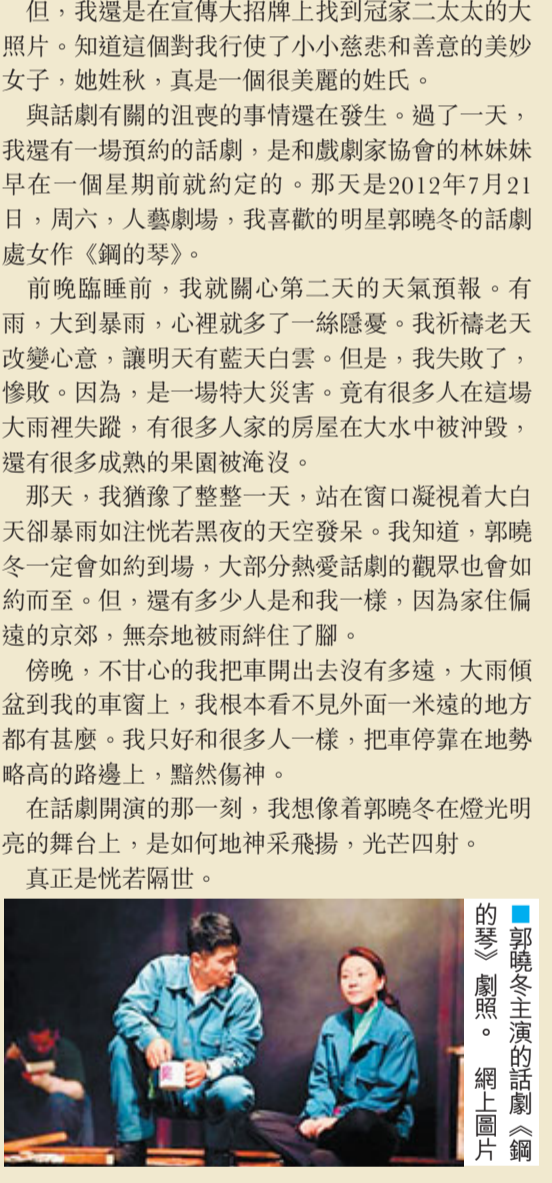 但，我還是在宣傳大招牌上找到冠家二太太的大
照片。知道這個對我行使了小小慈悲和善意的美妙
女子，她姓秋，真是一個很美麗的姓氏。
與話劇有關的沮喪的事情還在發生。過了一天，
我還有一場預約的話劇，是和戲劇家協會的林妹妹
早在一個星期前就約定的。那天是2012年7月21
日，周六，人藝劇場，我喜歡的明星郭曉冬的話劇
處女作《鋼的琴》。
前晚臨睡前，我就關心第二天的天氣預報。有
雨，大到暴雨，心裡就多了一絲隱憂。我祈禱老天
改變心意，讓明天有藍天白雲。但是，我失敗了，
慘敗。因為，是一場特大災害。竟有很多人在這場
大雨裡失蹤，有很多人家的房屋在大水中被沖毀，
還有很多成熟的果園被淹沒。
那天，我猶豫了整整一天，站在窗口凝視着大白
天卻暴雨如注恍若黑夜的天空發呆。我知道，郭曉
冬一定會如約到場，大部分熱愛話劇的觀眾也會如
約而至。但，還有多少人是和我一樣，因為家住偏
遠的京郊，無奈地被雨絆住了腳。
傍晚，不甘心的我把車開出去沒有多遠，大雨傾
盆到我的車窗上，我根本看不見外面一米遠的地方
都有甚麼。我只好和很多人一樣，把車停靠在地勢
略高的路邊上，黯然傷神。
在話劇開演的那一刻，我想像着郭曉冬在燈光明
亮的舞台上，是如何地神采飛揚，光芒四射。
真正是恍若隔世。
■郭曉冬主演的話劇《鋼
的琴》劇照。 網上圖片